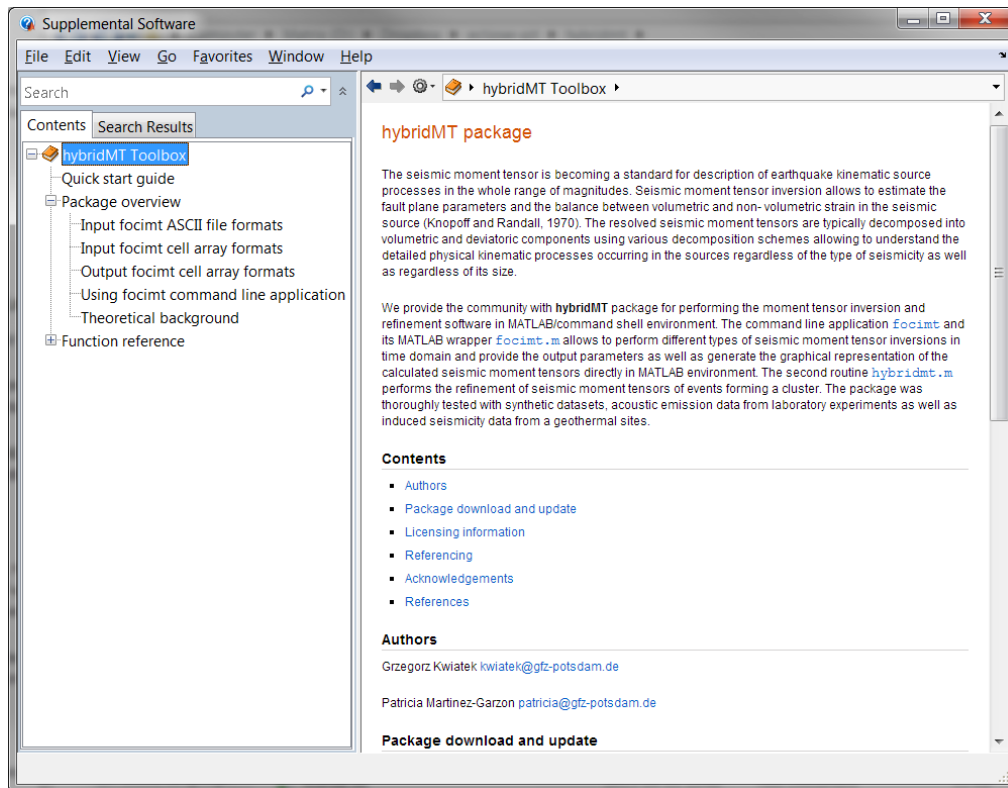 Supplemental Software
File Edit View Go Favorites Window Help
Search
Contents Search Results
hybridMT Toolbox
Quick start guide
Package overview
Input focimt ASCII file formats
Input focimt cell array formats
Output focimt cell array formats
Using focimt command line application
Theoretical background
Function reference
hybridMT Toolbox
hybridMT package
The seismic moment tensor is becoming a standard for description of earthquake kinematic source
processes in the whole range of magnitudes. Seismic moment tensor inversion allows to estimate the
fault plane parameters and the balance between volumetric and non- volumetric strain in the seismic
source (Knopoff and Randall, 1970). The resolved seismic moment tensors are typically decomposed into
volumetric and deviatoric components using various decomposition schemes allowing to understand the
detailed physical kinematic processes occurring in the sources regardless of the type of seismicity as well
as regardless of its size.
We provide the community with hybridMT package for performing the moment tensor inversion and
refinement software in MATLAB/command shell environment. The command line application focimt and
its MATLAB wrapper focimt.m allows to perform different types of seismic moment tensor inversions in
time domain and provide the output parameters as well as generate the graphical representation of the
calculated seismic moment tensors directly in MATLAB environment. The second routine hybridmt.m
performs the refinement of seismic moment tensors of events forming a cluster. The package was
thoroughly tested with synthetic datasets, acoustic emission data from laboratory experiments as well as
induced seismicity data from a geothermal sites.
Contents
Authors
Package download and update
Licensing information
Referencing
Acknowledgements
References
Authors
Grzegorz Kwiatek kwiatek@gfz-potsdam.de
Patricia Martinez-Garzon patricia@gfz-potsdam.de
Package download and update